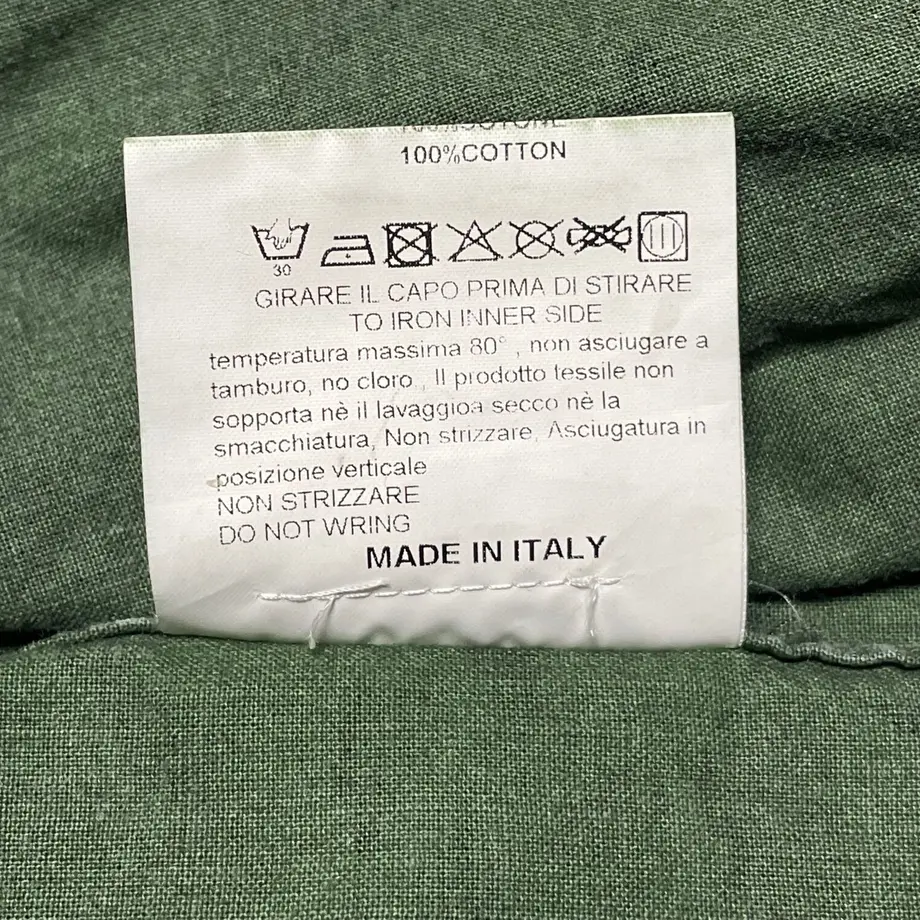 100%COTONE
100%COTTON
30
GIRARE IL CAPO PRIMA DI STIRARE
TO IRON INNER SIDE
temperatura massima 80° , non asciugare a
tamburo, no cloro , Il prodotto tessile non
sopporta nè il lavaggioa secco nè la
smacchiatura, Non strizzare, Asciugatura in
posizione verticale
NON STRIZZARE
DO NOT WRING
MADE IN ITALY